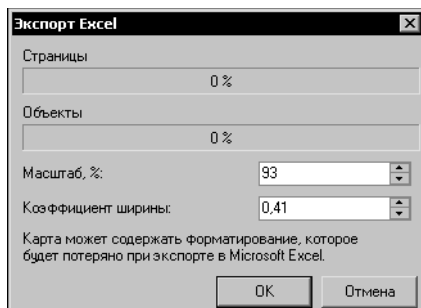 Экспорт Excel
Страницы
0 %
Объекты
0 %
Масштаб, %: 93
Коэффициент ширины: 0,41
Карта может содержать форматирование, которое
будет потеряно при экспорте в Microsoft Excel.
OK Отмена